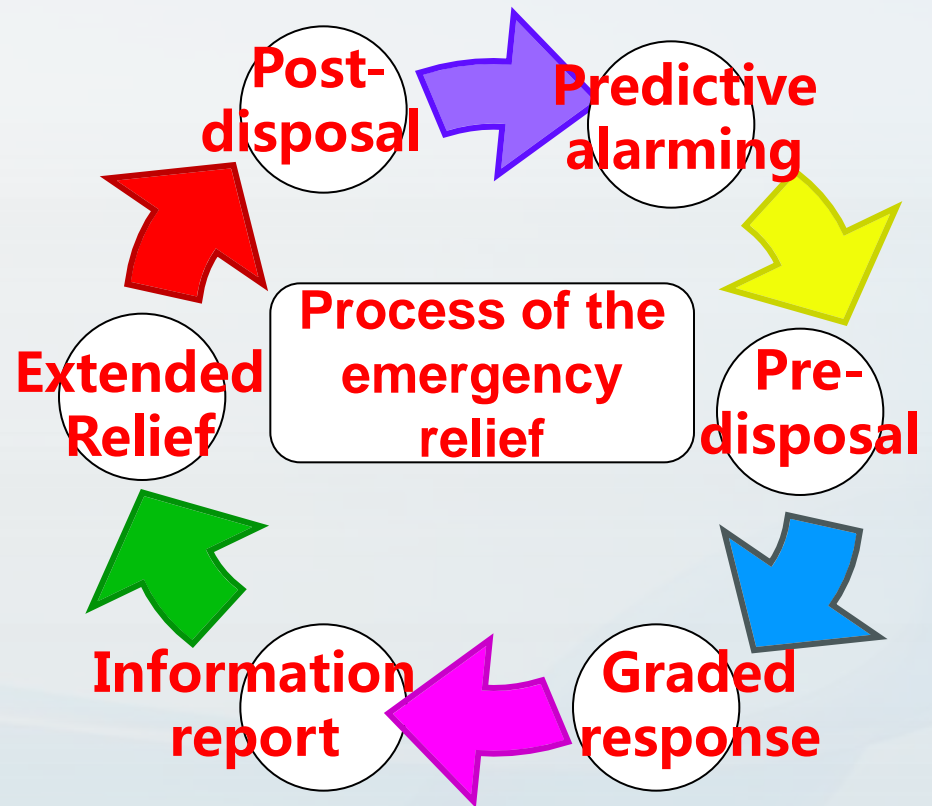 Post-
disposal
Predictive
alarming
Process of the
emergency
relief
Extended
Relief
Pre-
disposal
Information
report
Graded
response